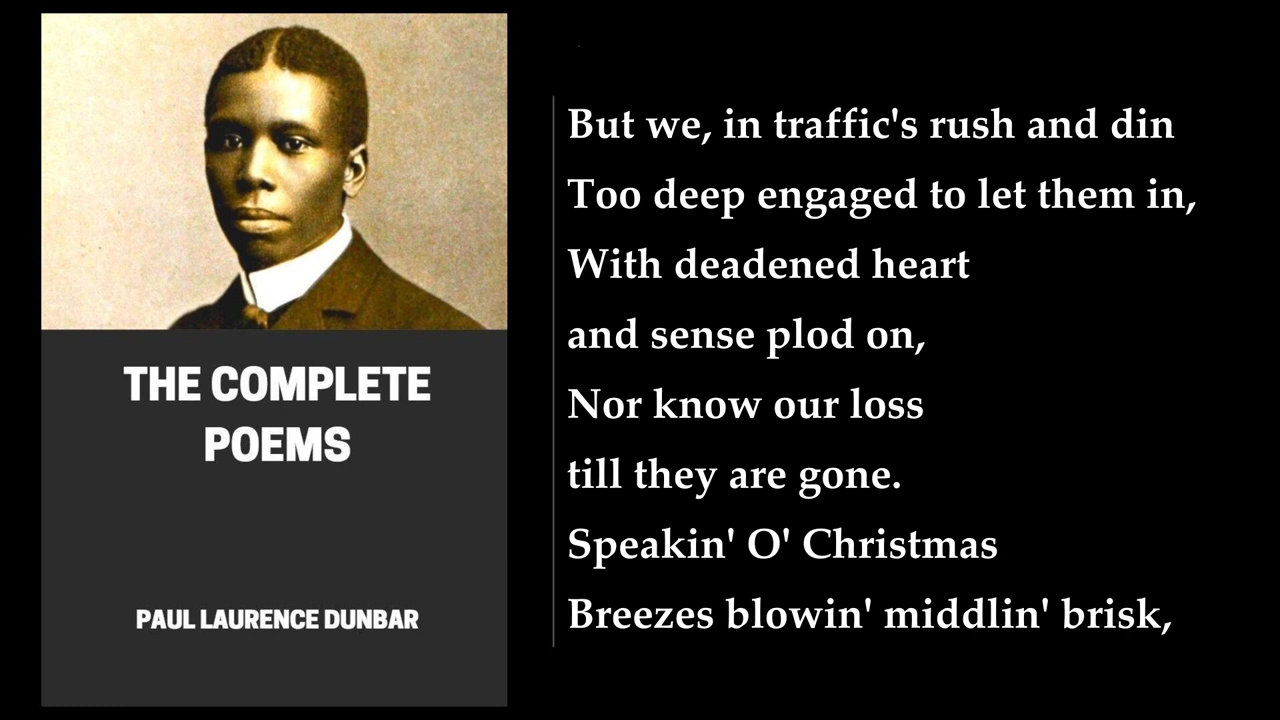 THE COMPLETE
POEMS
PAUL LAURENCE DUNBAR
But we, in traffic's rush and din
Too deep engaged to let them in,
With deadened heart
and sense plod on,
Nor know our loss
till they are gone.
Speakin' O' Christmas
Breezes blowin' middlin' brisk,